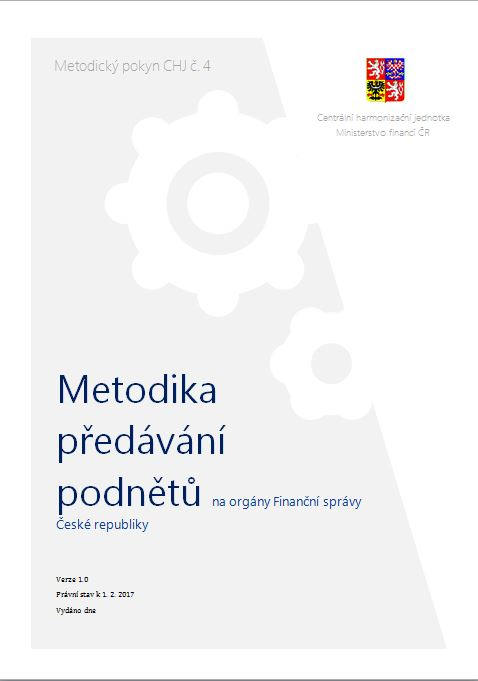 Metodický pokyn CHJ č. 4
Centrální harmonizační jednotka
Ministerstvo financí ČR
Metodika
předávání
podnětů na orgány Finanční správy
České republiky
Verze 1.0
Právní stav k 1. 2. 2017
Vydáno dne